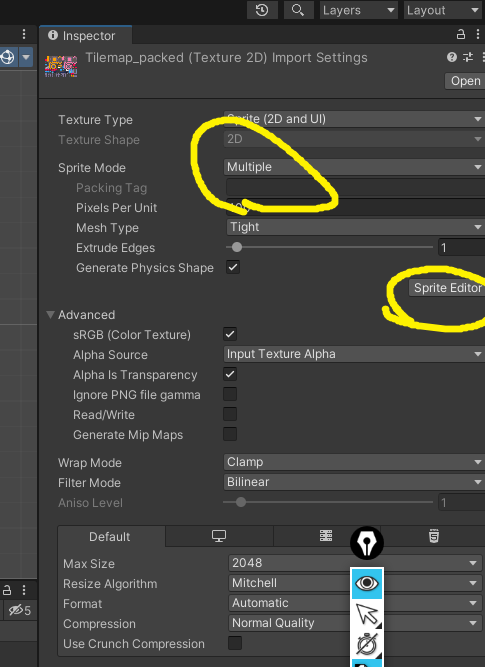 Layers
Layout
Inspector
Tilemap_packed (Texture 2D) Import Settings
Open
Texture Type Sprite (2D and UI)
Texture Shape 2D
Sprite Mode Multiple
Packing Tag
Pixels Per Unit
Mesh Type Tight
Extrude Edges 1
Generate Physics Shape
Sprite Editor
Advanced
sRGB (Color Texture)
Alpha Source Input Texture Alpha
Alpha Is Transparency
Ignore PNG file gamma
Read/Write
Generate Mip Maps
Wrap Mode Clamp
Filter Mode Bilinear
Aniso Level 1
Default
Max Size 2048
Resize Algorithm Mitchell
Format Automatic
5
Compression Normal Quality
Use Crunch Compression